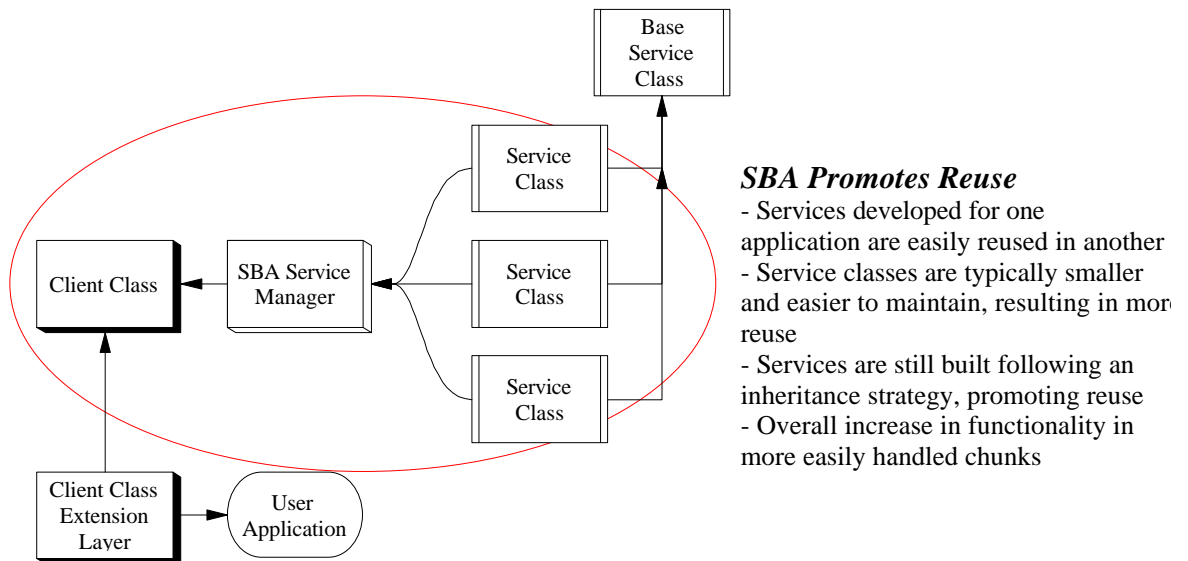 Base
Service
Class
Service
Class
SBA Promotes Reuse
- Services developed for one
application are easily reused in another
- Service classes are typically smaller
and easier to maintain, resulting in mor
reuse
- Services are still built following an
inheritance strategy, promoting reuse
- Overall increase in functionality in
more easily handled chunks
Client Class
SBA Service
Manager
Service
Class
Service
Class
Client Class
Extension
Layer
User
Application